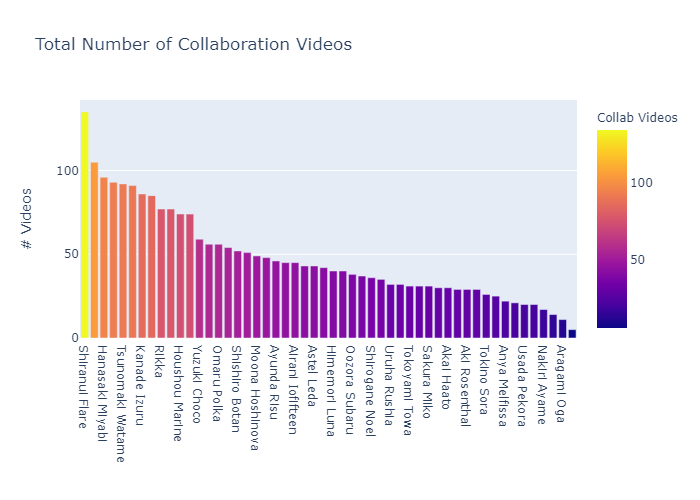 Total Number of Collaboration Videos
Collab Videos
100
50
# Videos
100
50
0
Shiranui Flare
Hanasaki Miyabi
Tsunomaki Watame
Kanade Izuru
Rikka
Houshou Marine
Yuzuki Choco
Omaru Polka
Shishiro Botan
Moona Hoshinova
Ayunda Risu
Airani Iofifteen
Astel Leda
Himemori Luna
Oozora Subaru
Shirogane Noel
Uruha Rushia
Tokoyami Towa
Sakura Miko
Akai Haato
Aki Rosenthal
Tokino Sora
Anya Melfissa
Usada Pekora
Nakiri Ayame
Aragami Oga